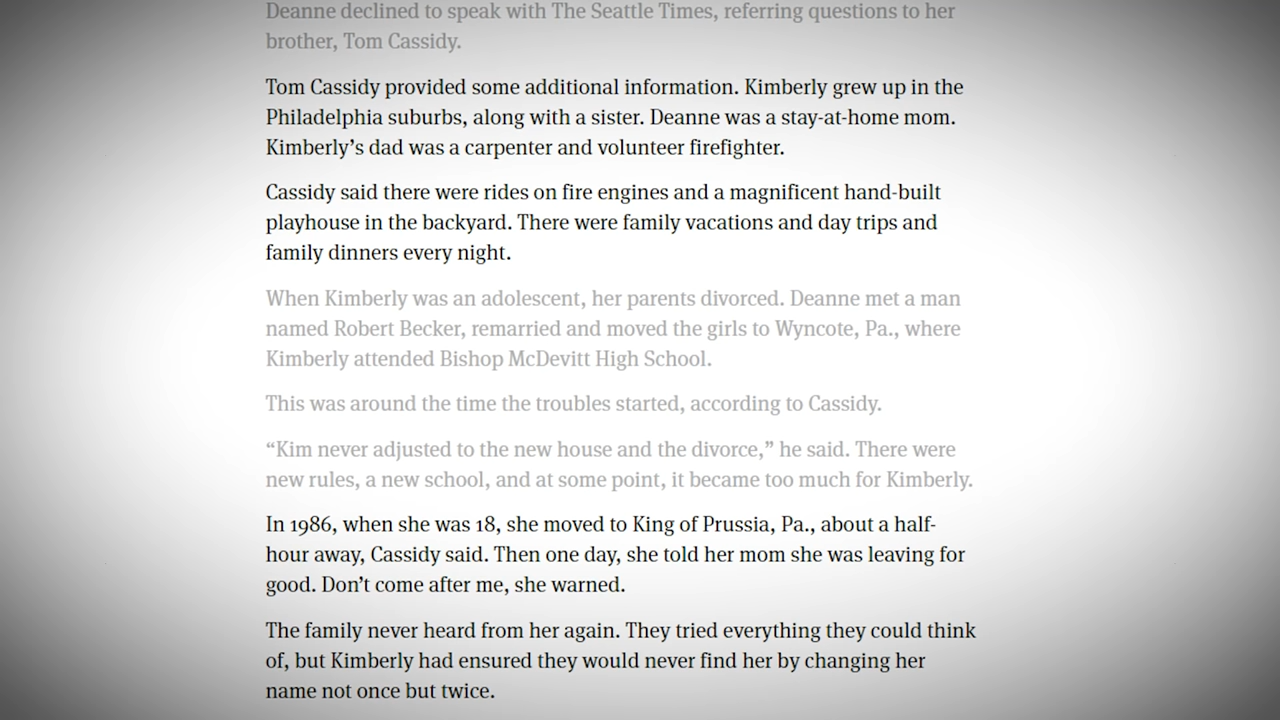 Deanne declined to speak with The Seattle Times, referring questions to her
brother, Tom Cassidy.
Tom Cassidy provided some additional information. Kimberly grew up in the
Philadelphia suburbs, along with a sister. Deanne was a stay-at-home mom.
Kimberly’s dad was a carpenter and volunteer firefighter.
Cassidy said there were rides on fire engines and a magnificent hand-built
playhouse in the backyard. There were family vacations and day trips and
family dinners every night.
When Kimberly was an adolescent, her parents divorced. Deanne met a man
named Robert Becker, remarried and moved the girls to Wyncote, Pa., where
Kimberly attended Bishop McDevitt High School.
This was around the time the troubles started, according to Cassidy.
“Kim never adjusted to the new house and the divorce,” he said. There were
new rules, a new school, and at some point, it became too much for Kimberly.
In 1986, when she was 18, she moved to King of Prussia, Pa., about a half-
hour away, Cassidy said. Then one day, she told her mom she was leaving for
good. Don’t come after me, she warned.
The family never heard from her again. They tried everything they could think
of, but Kimberly had ensured they would never find her by changing her
name not once but twice.